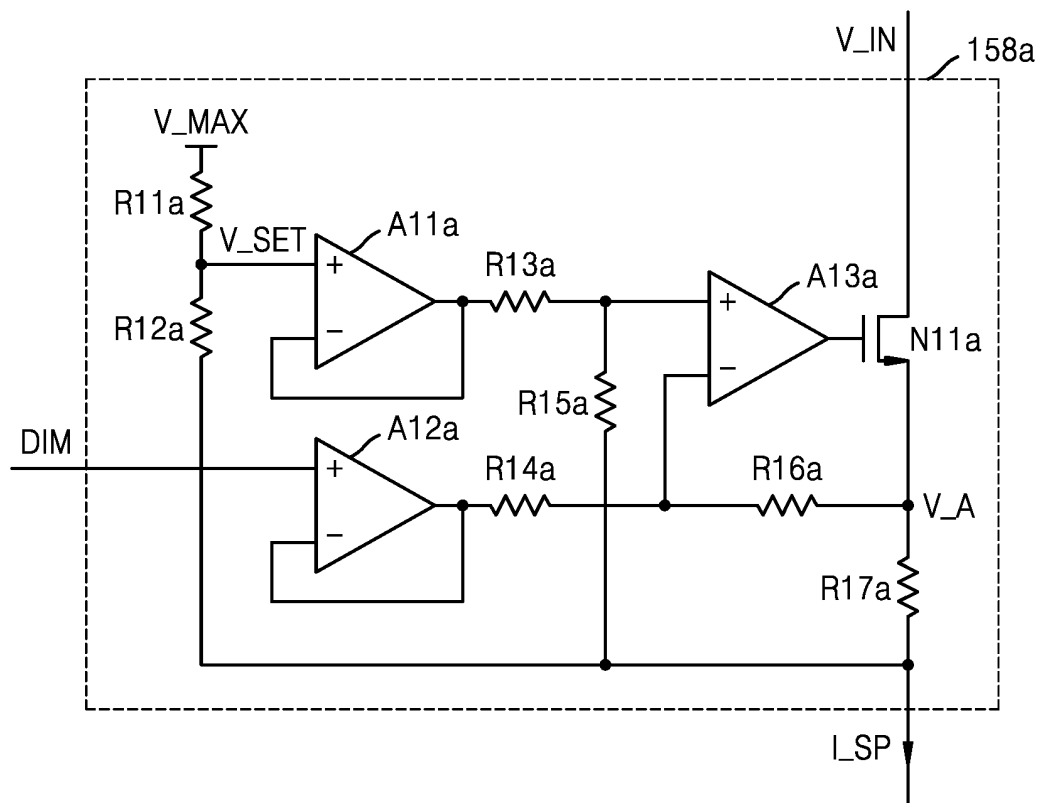 V_IN
158a
V_MAX
R11a
V_SET
A11a
+
−
R12a
R13a
A13a
+
−
N11a
R15a
DIM
A12a
+
−
R14a
R16a
V_A
R17a
I_SP